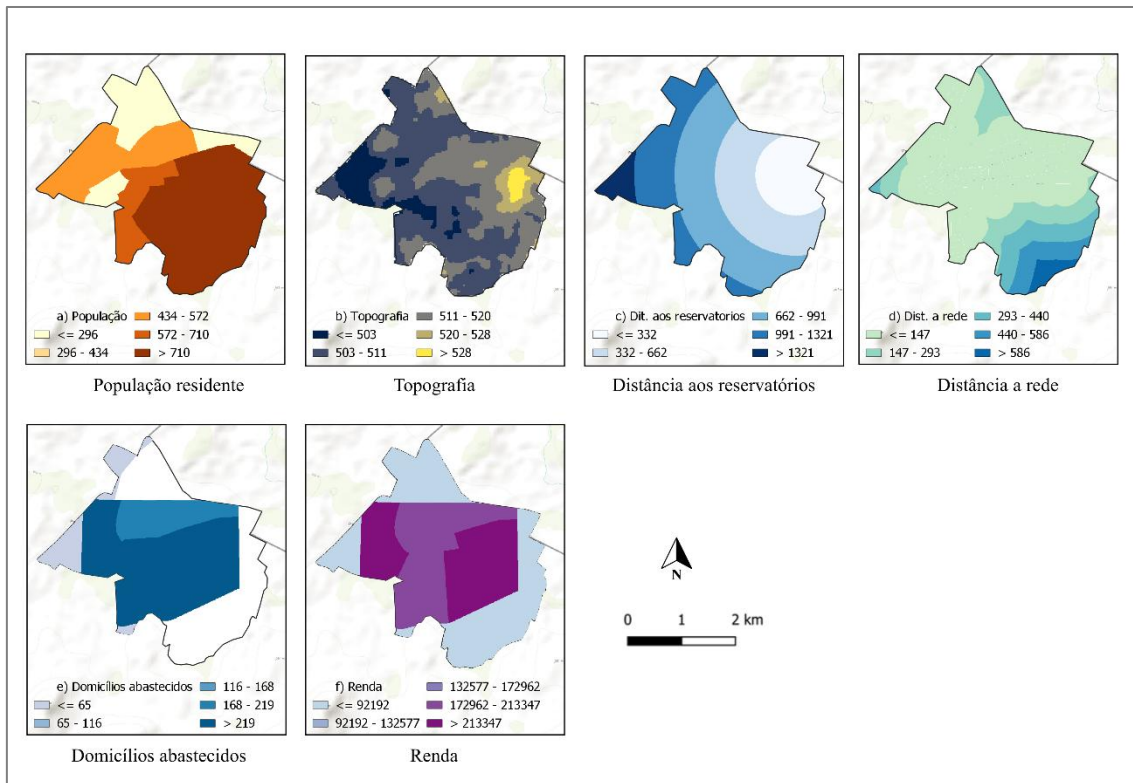 a) População
<= 296
296 - 434
434 - 572
572 - 710
> 710
População residente
b) Topografia
<= 503
503 - 511
511 - 520
520 - 528
> 528
Topografia
c) Dit. aos reservatorios
<= 332
332 - 662
662 - 991
991 - 1321
> 1321
Distância aos reservatórios
d) Dist. a rede
<= 147
147 - 293
293 - 440
440 - 586
> 586
Distância a rede
e) Domicílios abastecidos
<= 65
65 - 116
116 - 168
168 - 219
> 219
Domicílios abastecidos
f) Renda
<= 92192
92192 - 132577
132577 - 172962
172962 - 213347
> 213347
Renda
N
0 1 2 km